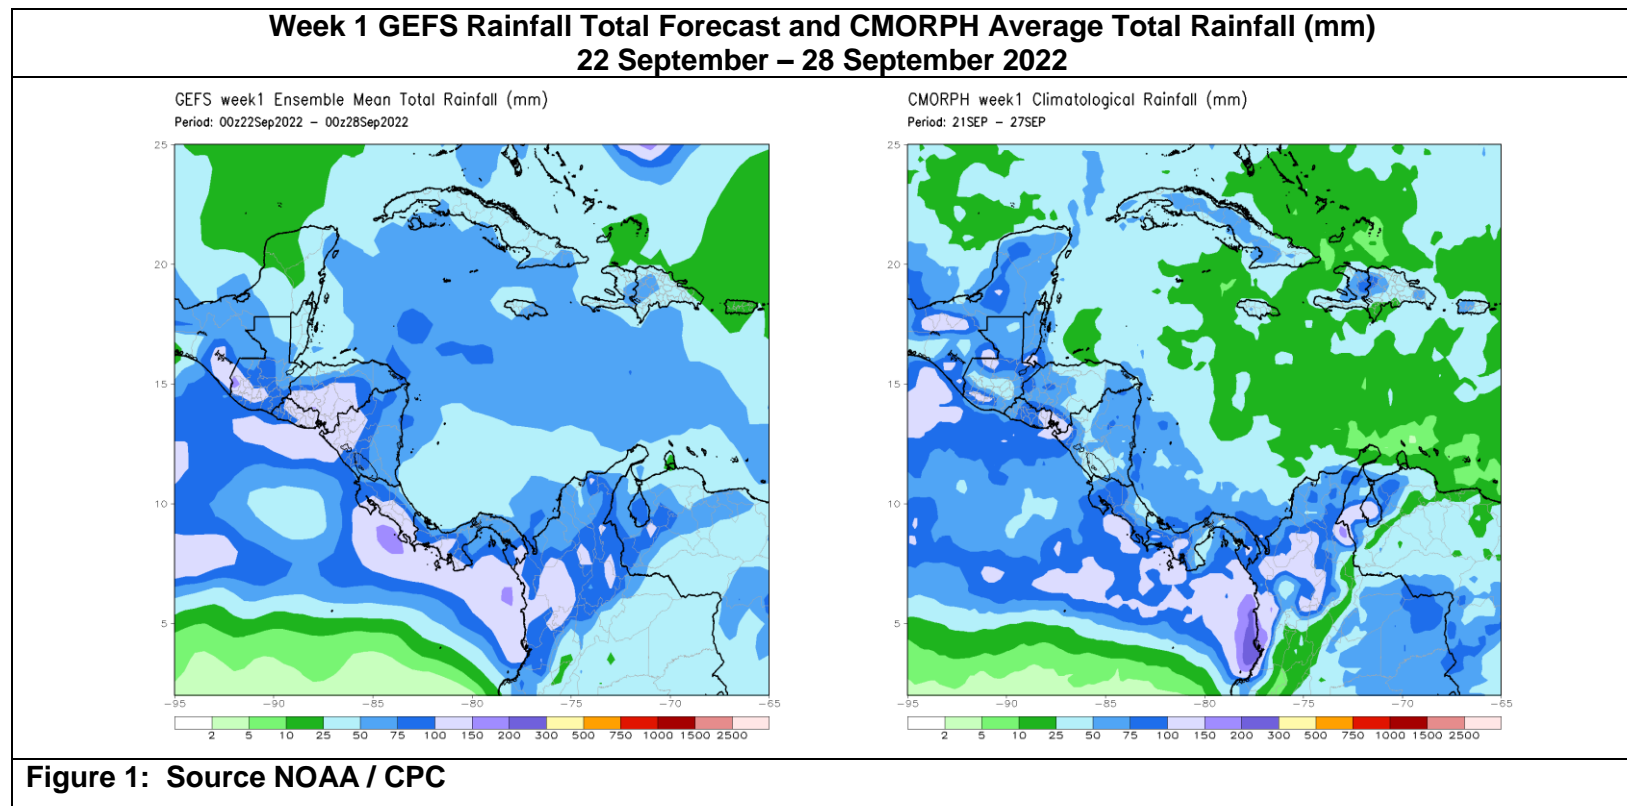 Week 1 GEFS Rainfall Total Forecast and CMORPH Average Total Rainfall (mm)
22 September – 28 September 2022
GEFS week1 Ensemble Mean Total Rainfall (mm)
Period: 00z22Sep2022 – 00z28Sep2022
25
20
15
10
5
−95 −90 −85 −80 −75 −70 −65
2 5 10 25 50 75 100 150 200 300 500 750 1000 1500 2500
CMORPH week1 Climatological Rainfall (mm)
Period: 21SEP – 27SEP
25
20
15
10
5
−95 −90 −85 −80 −75 −70 −65
2 5 10 25 50 75 100 150 200 300 500 750 1000 1500 2500
Figure 1: Source NOAA / CPC